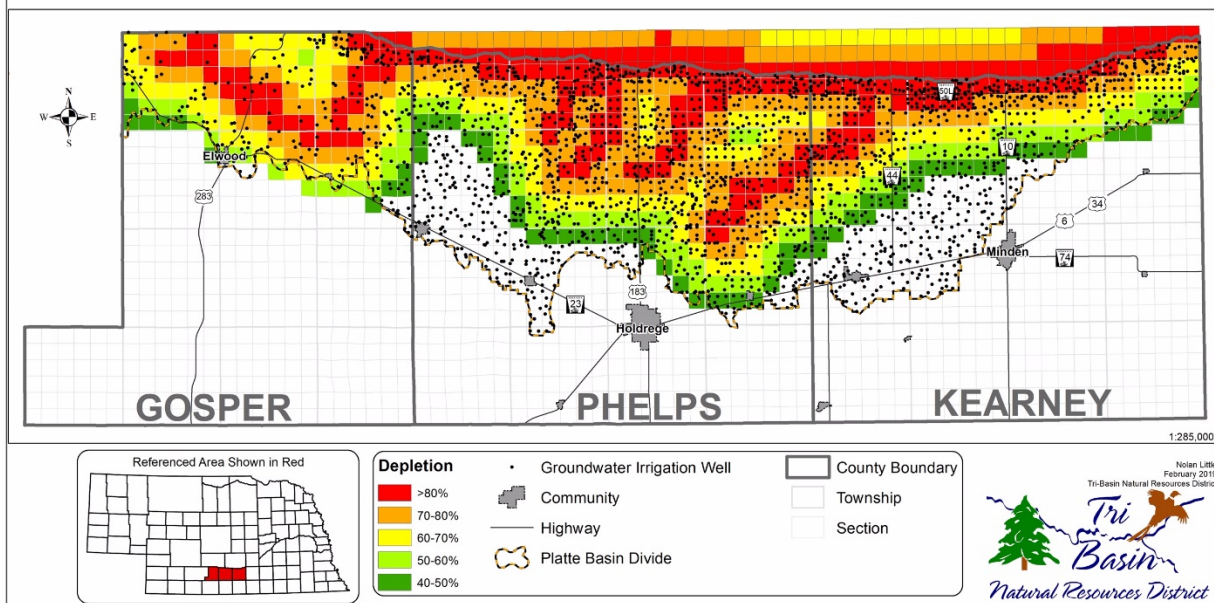 N
W E
S
50L
10
Elwood
44
283
34
6
Minden
74
183
23
Holdrege
GOSPER
PHELPS
KEARNEY
1:285,000
Referenced Area Shown in Red
Depletion
>80%
70-80%
60-70%
50-60%
40-50%
Groundwater Irrigation Well
Community
Highway
Platte Basin Divide
County Boundary
Township
Section
Nolan Little
February 2019
Tri-Basin Natural Resources District
Tri
Basin
Natural Resources District